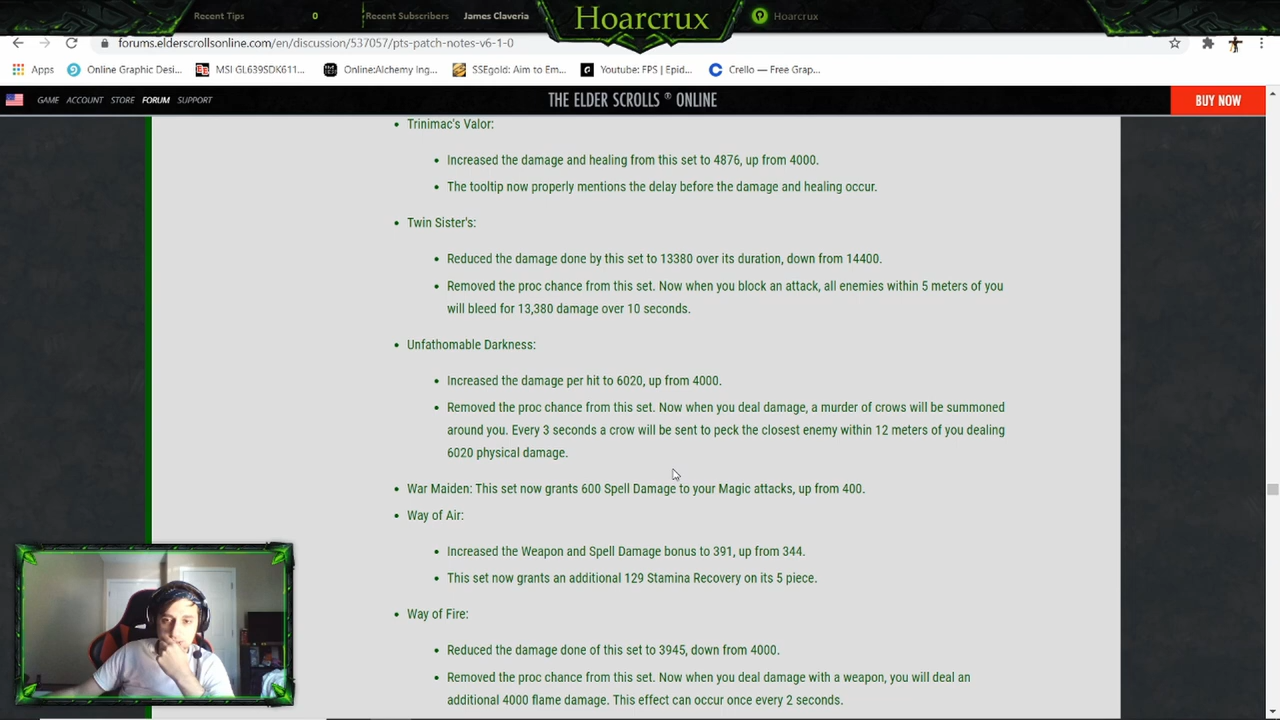 Recent Tips 0 Recent Subscribers James Claveria Hoarcrux Hoarcrux
forums.elderscrollsonline.com/en/discussion/537057/pts-patch-notes-v6-1-0
Apps Online Graphic Desi... MSI GL639SDK611... Online:Alchemy Ing... SSEgold: Aim to Em... Youtube: FPS | Epid... Crello — Free Grap...
GAME ACCOUNT STORE FORUM SUPPORT THE ELDER SCROLLS ® ONLINE BUY NOW
• Trinimac's Valor:
• Increased the damage and healing from this set to 4876, up from 4000.
• The tooltip now properly mentions the delay before the damage and healing occur.
• Twin Sister's:
• Reduced the damage done by this set to 13380 over its duration, down from 14400.
• Removed the proc chance from this set. Now when you block an attack, all enemies within 5 meters of you
will bleed for 13,380 damage over 10 seconds.
• Unfathomable Darkness:
• Increased the damage per hit to 6020, up from 4000.
• Removed the proc chance from this set. Now when you deal damage, a murder of crows will be summoned
around you. Every 3 seconds a crow will be sent to peck the closest enemy within 12 meters of you dealing
6020 physical damage.
• War Maiden: This set now grants 600 Spell Damage to your Magic attacks, up from 400.
• Way of Air:
• Increased the Weapon and Spell Damage bonus to 391, up from 344.
• This set now grants an additional 129 Stamina Recovery on its 5 piece.
• Way of Fire:
• Reduced the damage done of this set to 3945, down from 4000.
• Removed the proc chance from this set. Now when you deal damage with a weapon, you will deal an
additional 4000 flame damage. This effect can occur once every 2 seconds.